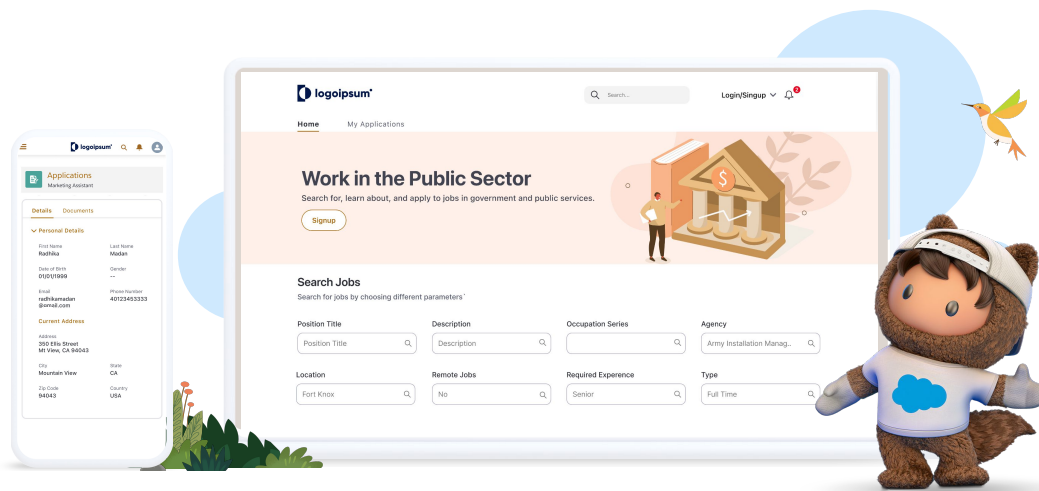 logoipsum
Applications
Marketing Assistant
Details Documents
Personal Details
First Name Last Name
Radhika Madan
Date of Birth Gender
01/01/1999 --
Email Phone Number
radhikamadan 40123453333
@gmail.com
Current Address
Address
350 Ellis Street
Mt View, CA 94043
City State
Mountain View CA
Zip Code Country
94043 USA
logoipsum
Search...
Login/Singup
2
Home My Applications
Work in the Public Sector
Search for, learn about, and apply to jobs in government and public services.
Signup
$
Search Jobs
Search for jobs by choosing different parameters`
Position Title Description Occupation Series Agency
Position Title Description Army Installation Manag..
Location Remote Jobs Required Experence Type
Fort Knox No Senior Full Time